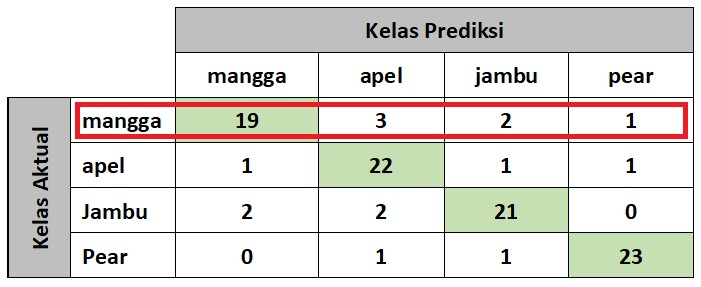 Kelas Prediksi
mangga apel jambu pear
Kelas Aktual
mangga 19 3 2 1
apel 1 22 1 1
Jambu 2 2 21 0
Pear 0 1 1 23